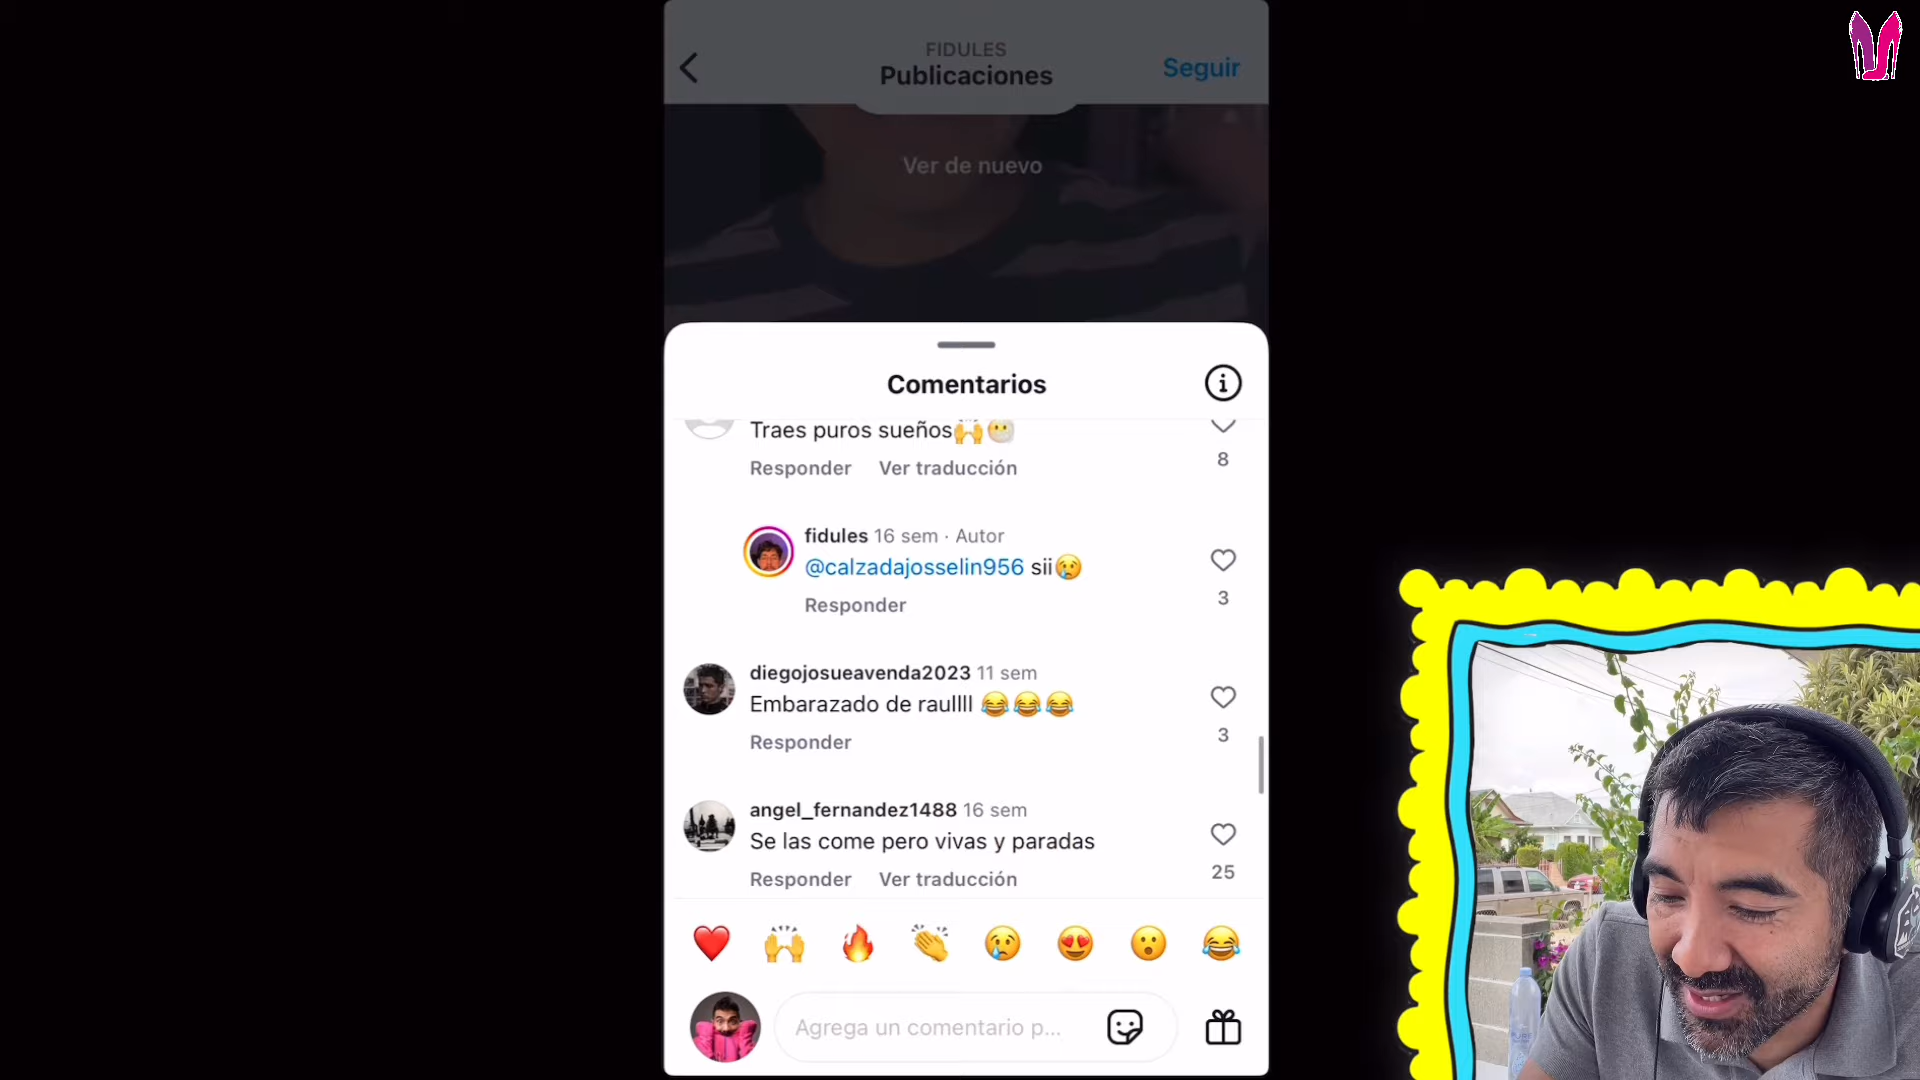 FIDULES
Publicaciones
Seguir
Ver de nuevo
Comentarios
Traes puros sueños🙌😬
8
Responder Ver traducción
fidules 16 sem · Autor
@calzadajosselin956 sii😢
3
Responder
diegojosueavenda2023 11 sem
Embarazado de raullll 😂😂😂
3
Responder
angel_fernandez1488 16 sem
Se las come pero vivas y paradas
25
Responder Ver traducción
❤️ 🙌 🔥 👏 😢 😍 😮 😂
Agrega un comentario p...